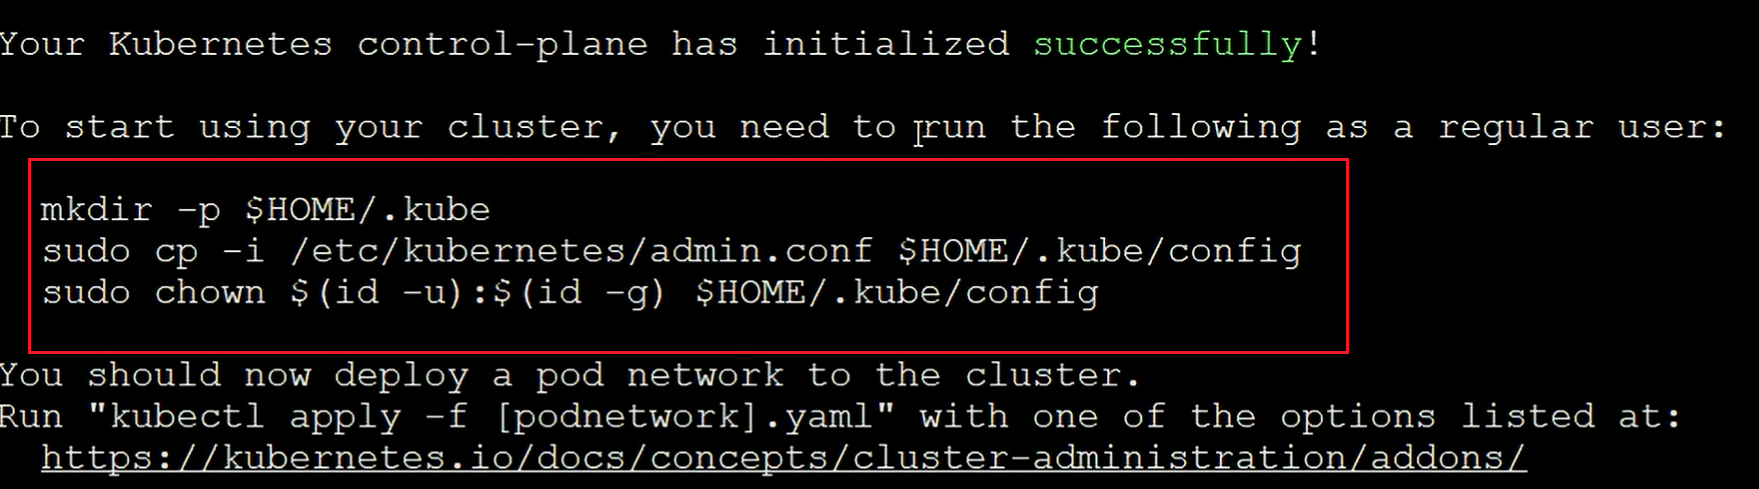 Your Kubernetes control-plane has initialized successfully!
To start using your cluster, you need to run the following as a regular user:
mkdir -p $HOME/.kube
sudo cp -i /etc/kubernetes/admin.conf $HOME/.kube/config
sudo chown $(id -u):$(id -g) $HOME/.kube/config
You should now deploy a pod network to the cluster.
Run "kubectl apply -f [podnetwork].yaml" with one of the options listed at:
https://kubernetes.io/docs/concepts/cluster-administration/addons/